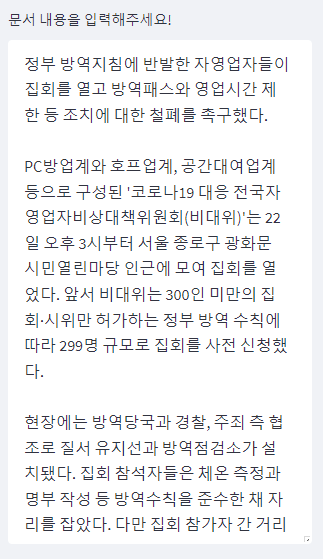 문서 내용을 입력해주세요!
정부 방역지침에 반발한 자영업자들이
집회를 열고 방역패스와 영업시간 제
한 등 조치에 대한 철폐를 촉구했다.
PC방업계와 호프업계, 공간대여업계
등으로 구성된 '코로나19 대응 전국자
영업자비상대책위원회(비대위)'는 22
일 오후 3시부터 서울 종로구 광화문
시민열린마당 인근에 모여 집회를 열
었다. 앞서 비대위는 300인 미만의 집
회·시위만 허가하는 정부 방역 수칙에
따라 299명 규모로 집회를 사전 신청했
다.
현장에는 방역당국과 경찰, 주최 측 협
조로 질서 유지선과 방역점검소가 설
치됐다. 집회 참석자들은 체온 측정과
명부 작성 등 방역수칙을 준수한 채 자
리를 잡았다. 다만 집회 참가자 간 거리